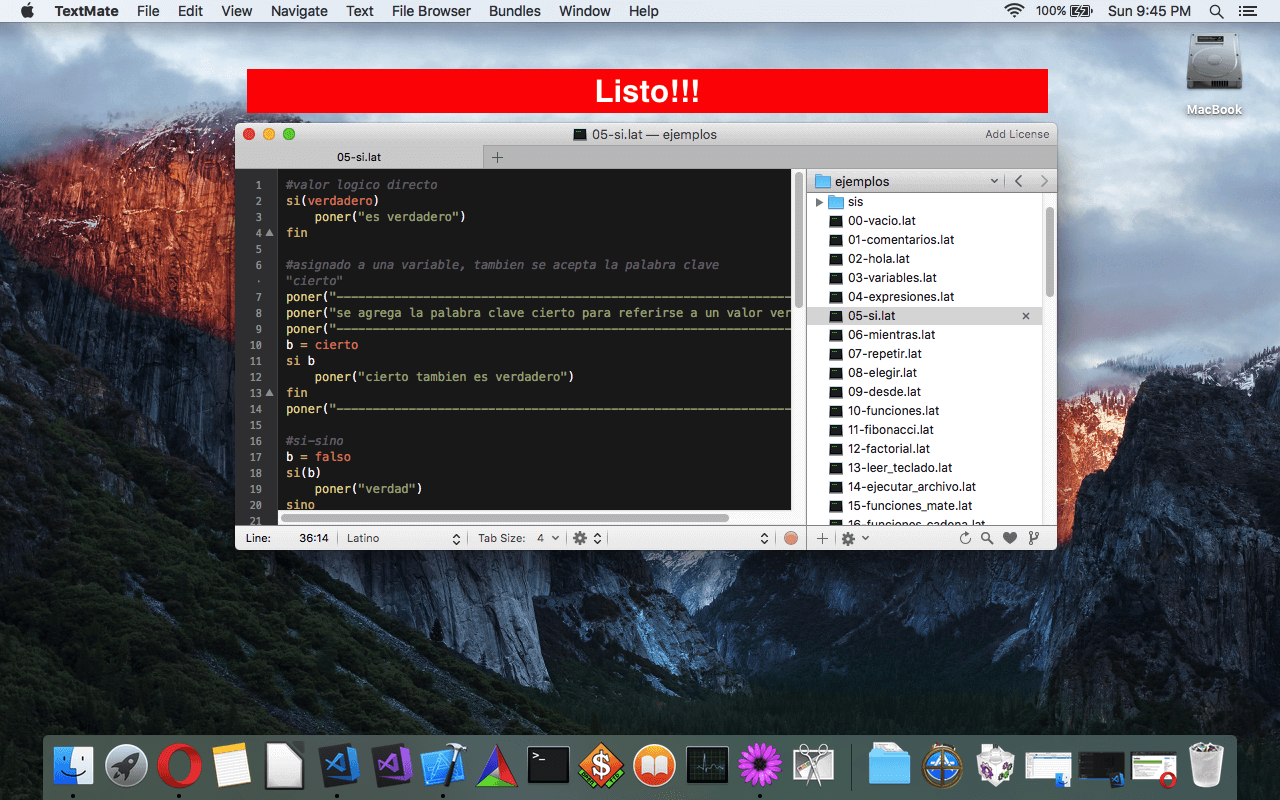 TextMate File Edit View Navigate Text File Browser Bundles Window Help 100% Sun 9:45 PM
Listo!!!
MacBook
05-si.lat — ejemplos Add License
05-si.lat
1 #valor logico directo
2 si(verdadero)
3 poner("es verdadero")
4 fin
5
6 #asignado a una variable, tambien se acepta la palabra clave
· "cierto"
7 poner("---------------------------------------------------------------
8 poner("se agrega la palabra clave cierto para referirse a un valor ver
9 poner("---------------------------------------------------------------
10 b = cierto
11 si b
12 poner("cierto tambien es verdadero")
13 fin
14 poner("---------------------------------------------------------------
15
16 #si-sino
17 b = falso
18 si(b)
19 poner("verdad")
20 sino
21
Line: 36:14 Latino Tab Size: 4
ejemplos
sis
00-vacio.lat
01-comentarios.lat
02-hola.lat
03-variables.lat
04-expresiones.lat
05-si.lat
06-mientras.lat
07-repetir.lat
08-elegir.lat
09-desde.lat
10-funciones.lat
11-fibonacci.lat
12-factorial.lat
13-leer_teclado.lat
14-ejecutar_archivo.lat
15-funciones_mate.lat
16-funciones_cadena.lat